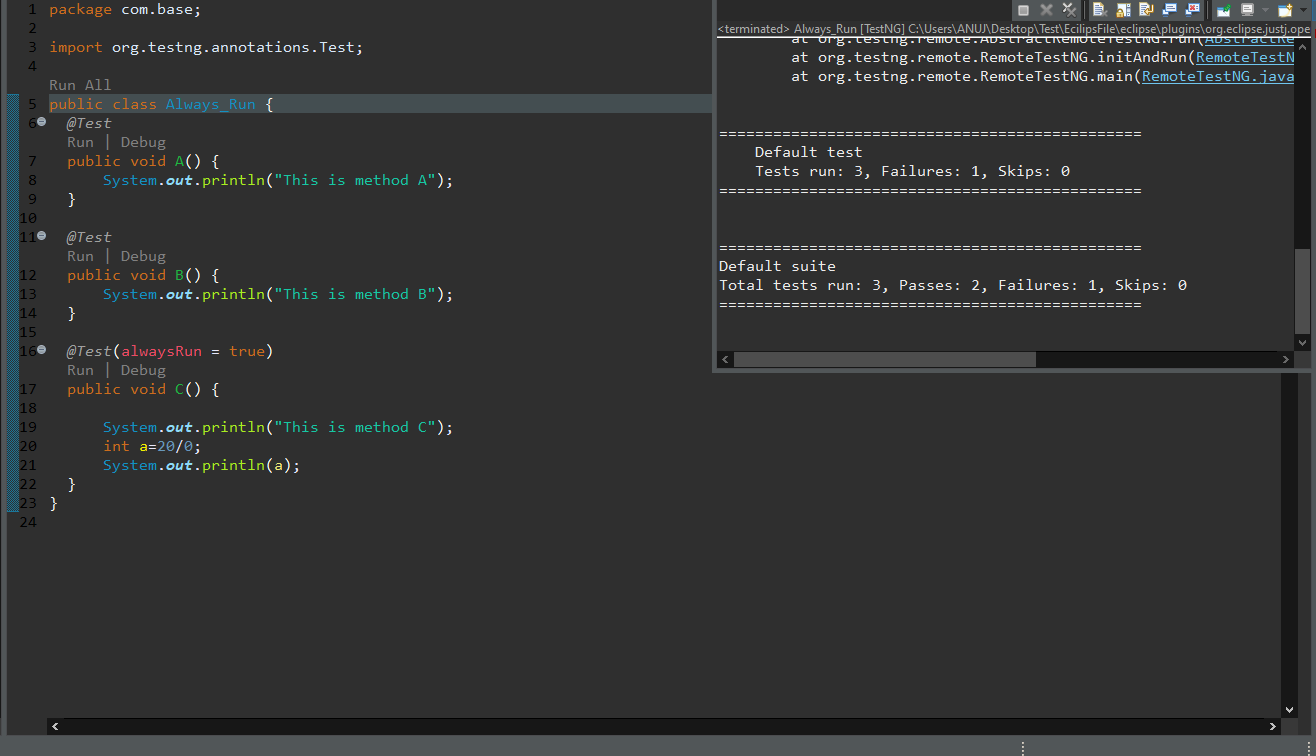 1 package com.base;
2
3 import org.testng.annotations.Test;
4
Run All
5 public class Always_Run {
6 @Test
Run | Debug
7 public void A() {
8 System.out.println("This is method A");
9 }
10
11 @Test
Run | Debug
12 public void B() {
13 System.out.println("This is method B");
14 }
15
16 @Test(alwaysRun = true)
Run | Debug
17 public void C() {
18
19 System.out.println("This is method C");
20 int a=20/0;
21 System.out.println(a);
22 }
23 }
24
<terminated> Always_Run [TestNG] C:\Users\ANUJ\Desktop\Test\EcilipsFile\eclipse\plugins\org.eclipse.justj.ope
at org.testng.remote.AbstractRemoteTestNG.run(AbstractRe
at org.testng.remote.RemoteTestNG.initAndRun(RemoteTestN
at org.testng.remote.RemoteTestNG.main(RemoteTestNG.java
===============================================
Default test
Tests run: 3, Failures: 1, Skips: 0
===============================================
===============================================
Default suite
Total tests run: 3, Passes: 2, Failures: 1, Skips: 0
===============================================